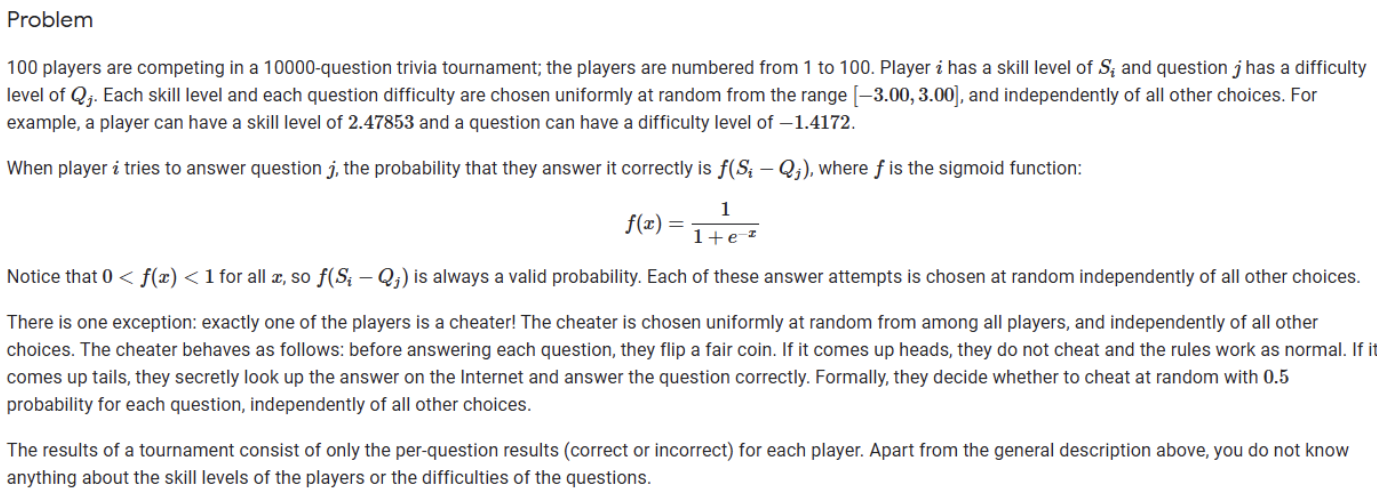 Problem
100 players are competing in a 10000-question trivia tournament; the players are numbered from 1 to 100. Player i has a skill level of Sᵢ and question j has a difficulty
level of Qⱼ. Each skill level and each question difficulty are chosen uniformly at random from the range [−3.00, 3.00], and independently of all other choices. For
example, a player can have a skill level of 2.47853 and a question can have a difficulty level of −1.4172.
When player i tries to answer question j, the probability that they answer it correctly is f(Sᵢ − Qⱼ), where f is the sigmoid function:
f(x) = 1 / (1 + e⁻ˣ)
Notice that 0 < f(x) < 1 for all x, so f(Sᵢ − Qⱼ) is always a valid probability. Each of these answer attempts is chosen at random independently of all other choices.
There is one exception: exactly one of the players is a cheater! The cheater is chosen uniformly at random from among all players, and independently of all other
choices. The cheater behaves as follows: before answering each question, they flip a fair coin. If it comes up heads, they do not cheat and the rules work as normal. If it
comes up tails, they secretly look up the answer on the Internet and answer the question correctly. Formally, they decide whether to cheat at random with 0.5
probability for each question, independently of all other choices.
The results of a tournament consist of only the per-question results (correct or incorrect) for each player. Apart from the general description above, you do not know
anything about the skill levels of the players or the difficulties of the questions.